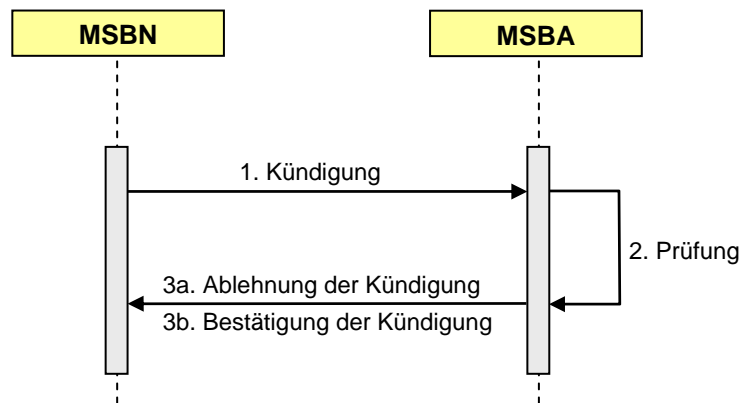 MSBN
MSBA
1. Kündigung
2. Prüfung
3a. Ablehnung der Kündigung
3b. Bestätigung der Kündigung